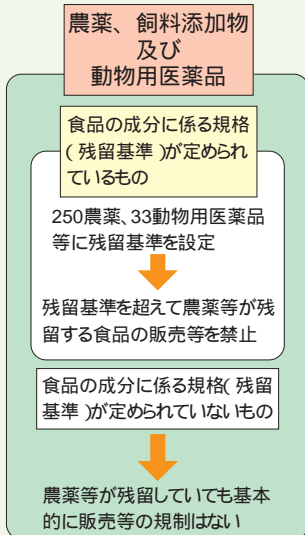 農薬、飼料添加物
及び
動物用医薬品
食品の成分に係る規格
(残留基準)が定められ
ているもの
250農薬、33動物用医薬品
等に残留基準を設定
残留基準を超えて農薬等が残
留する食品の販売等を禁止
食品の成分に係る規格(残留
基準)が定められていないもの
農薬等が残留していても基本
的に販売等の規制はない